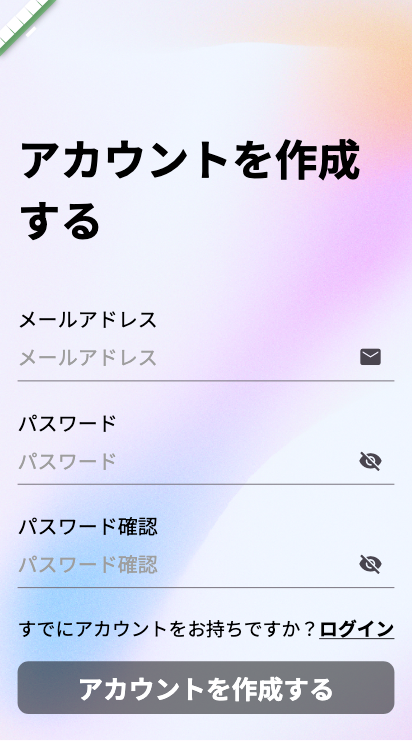 アカウントを作成
する
メールアドレス
メールアドレス
パスワード
パスワード
パスワード確認
パスワード確認
すでにアカウントをお持ちですか？ログイン
アカウントを作成する